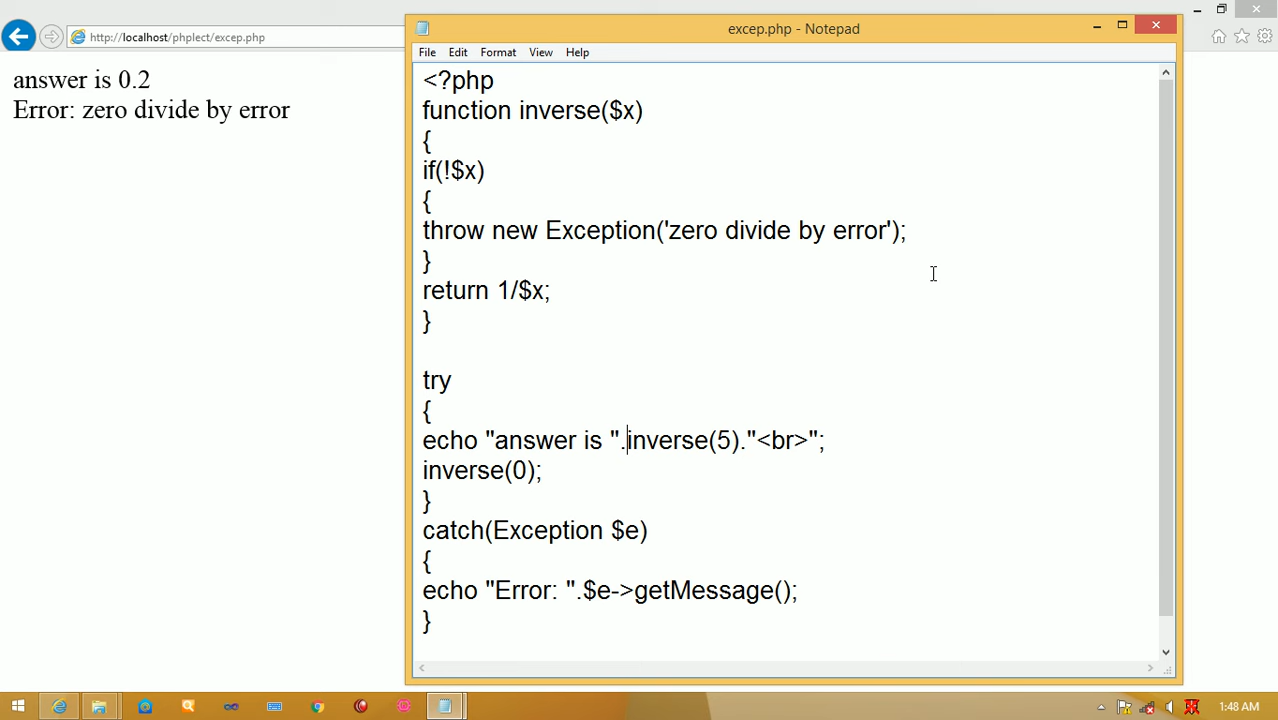 http://localhost/phplect/excep.php
answer is 0.2
Error: zero divide by error
excep.php - Notepad
File Edit Format View Help
<?php
function inverse($x)
{
if(!$x)
{
throw new Exception('zero divide by error');
}
return 1/$x;
}
try
{
echo "answer is ".inverse(5)."<br>";
inverse(0);
}
catch(Exception $e)
{
echo "Error: ".$e->getMessage();
}
1:48 AM